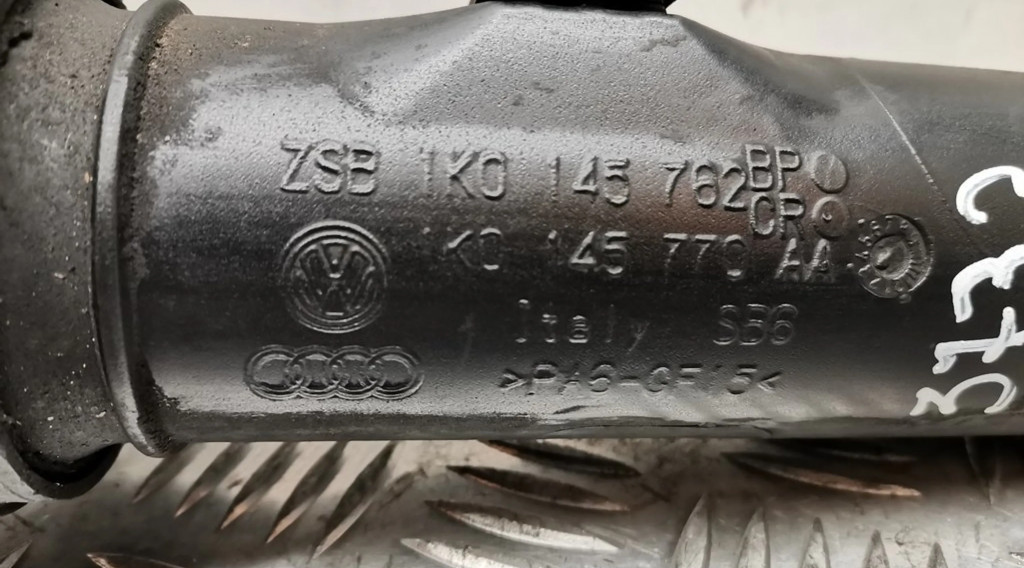 ZSB 1K0 145 762 BP
CR
1K0 145 770 AA
Italy SB6
>PA6-GF15<